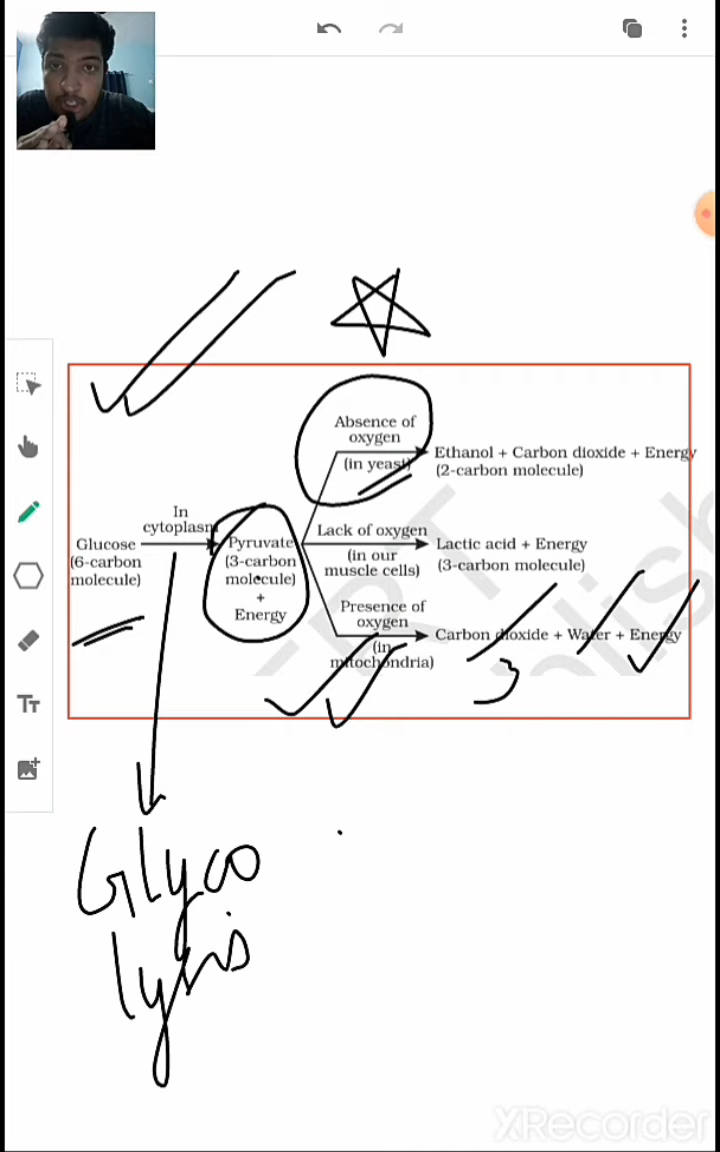 Absence of
oxygen
(in yeast)
Ethanol + Carbon dioxide + Energy
(2-carbon molecule)
In
cytoplasm
Glucose
(6-carbon
molecule)
Pyruvate
(3-carbon
molecule)
+
Energy
Lack of oxygen
(in our
muscle cells)
Lactic acid + Energy
(3-carbon molecule)
Presence of
oxygen
(in
mitochondria)
Carbon dioxide + Water + Energy
3
Glyco
lysis
TT
XRecorder